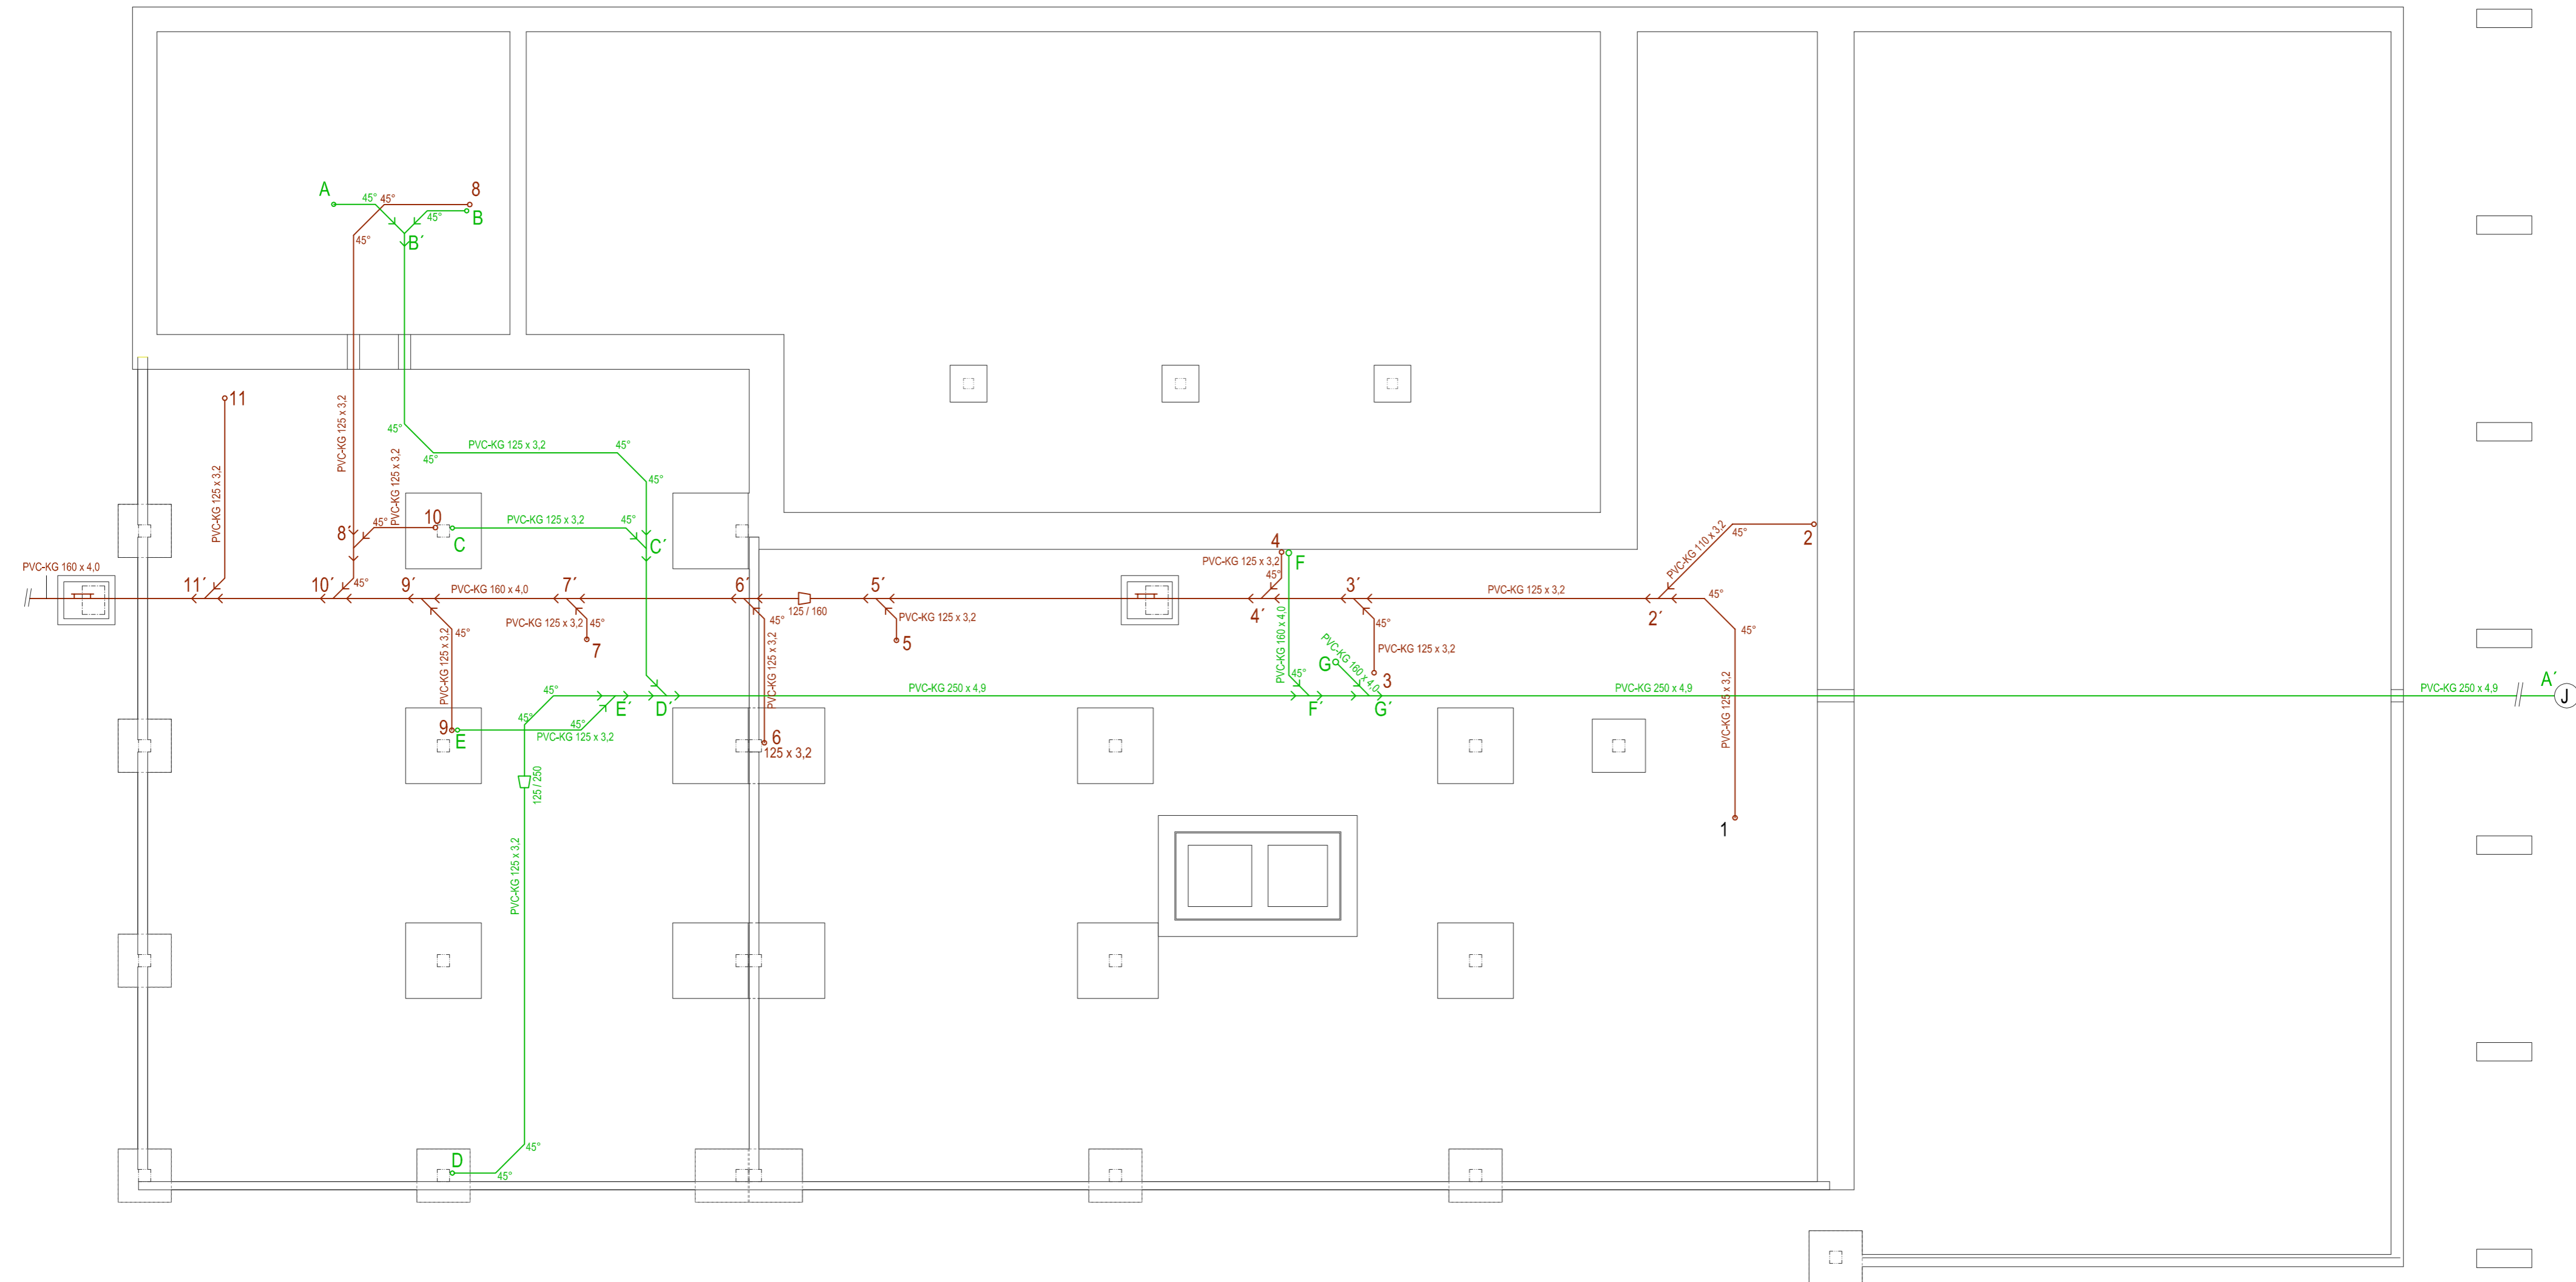 A
45°
45°
8
45°
B
45°
B´
11
PVC-KG 125 x 3,2
45°
PVC-KG 125 x 3,2
45°
45°
PVC-KG 125 x 3,2
45°
PVC-KG 125 x 3,2
8´
45°
10
C
PVC-KG 125 x 3,2
45°
C´
PVC-KG 110 x 3,2
45°
2
4
F
PVC-KG 125 x 3,2
45°
PVC-KG 160 x 4,0
11´
10´
45°
9´
PVC-KG 160 x 4,0
7´
6´
125 / 160
5´
4´
3´
PVC-KG 125 x 3,2
2´
45°
45°
PVC-KG 125 x 3,2
45°
PVC-KG 125 x 3,2
45°
7
45°
PVC-KG 125 x 3,2
PVC-KG 125 x 3,2
5
PVC-KG 160 x 4,0
45°
PVC-KG 160 x 4,0
G
45°
PVC-KG 125 x 3,2
3
PVC-KG 125 x 3,2
45°
E´
D´
PVC-KG 250 x 4,9
F´
G´
PVC-KG 250 x 4,9
PVC-KG 250 x 4,9
A´
J
9
E
45°
45°
PVC-KG 125 x 3,2
6
125 x 3,2
125 / 250
PVC-KG 125 x 3,2
1
D
45°
45°